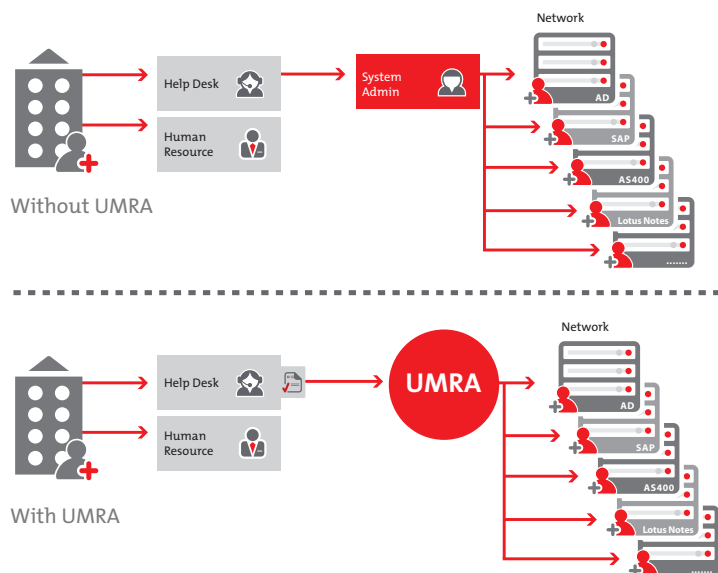 Network
Help Desk
System
Admin
Human
Resource
AD
SAP
AS400
Lotus Notes
.......
Without UMRA
Network
Help Desk
UMRA
Human
Resource
AD
SAP
AS400
Lotus Notes
.......
With UMRA